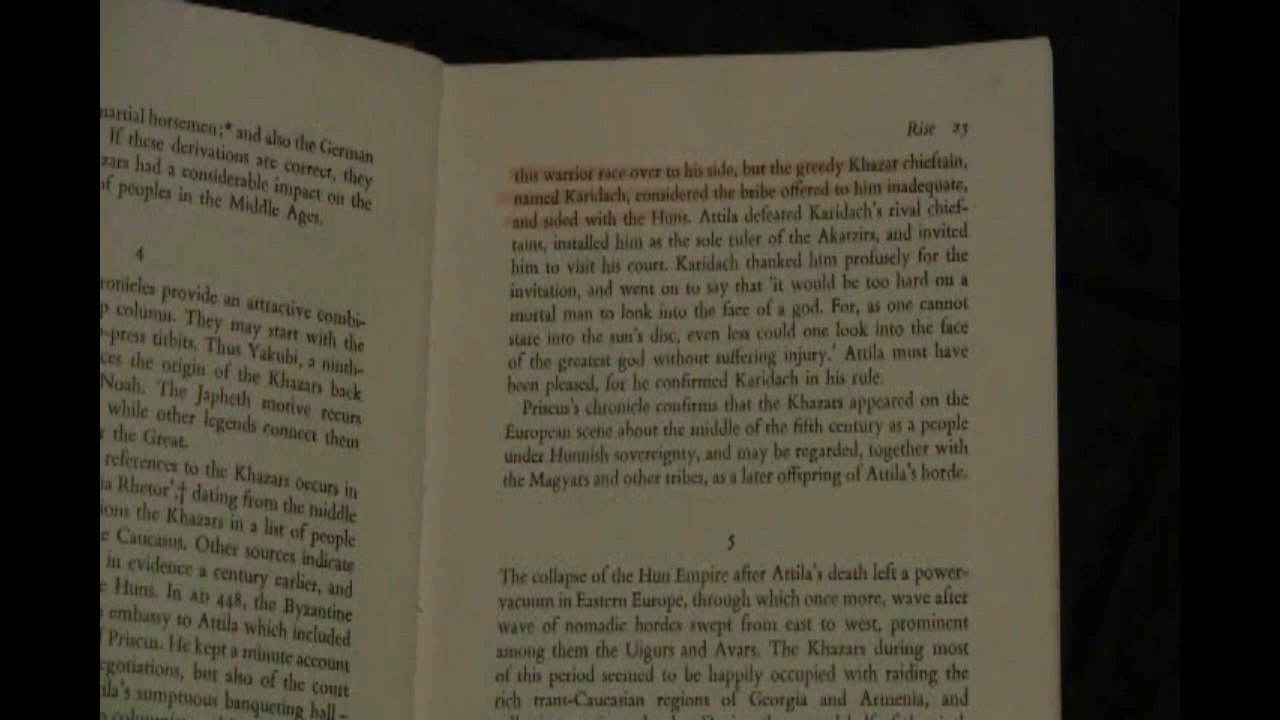 martial horsemen;* and also the German
If these derivations are correct, they
zars had a considerable impact on the
of peoples in the Middle Ages.
4
ronicles provide an attractive combi-
p column. They may start with the
-press titbits. Thus Yakubi, a ninth-
ces the origin of the Khazars back
Noah. The Japheth motive recurs
while other legends connect them
the Great.
references to the Khazars occurs in
ia Rhetor',† dating from the middle
ions the Khazars in a list of people
e Caucasus. Other sources indicate
in evidence a century earlier, and
e Huns. In AD 448, the Byzantine
embassy to Attila which included
Priscus. He kept a minute account
egotiations, but also of the court
ila's sumptuous banqueting hall –
Rise 23
this warrior race over to his side, but the greedy Khazar chieftain,
named Karidach, considered the bribe offered to him inadequate,
and sided with the Huns. Attila defeated Karidach's rival chief-
tains, installed him as the sole ruler of the Akatzirs, and invited
him to visit his court. Karidach thanked him profusely for the
invitation, and went on to say that 'it would be too hard on a
mortal man to look into the face of a god. For, as one cannot
stare into the sun's disc, even less could one look into the face
of the greatest god without suffering injury.' Attila must have
been pleased, for he confirmed Karidach in his rule.
Priscus's chronicle confirms that the Khazars appeared on the
European scene about the middle of the fifth century as a people
under Hunnish sovereignty, and may be regarded, together with
the Magyars and other tribes, as a later offspring of Attila's horde.
5
The collapse of the Hun Empire after Attila's death left a power-
vacuum in Eastern Europe, through which once more, wave after
wave of nomadic hordes swept from east to west, prominent
among them the Uigurs and Avars. The Khazars during most
of this period seemed to be happily occupied with raiding the
rich trans-Caucasian regions of Georgia and Armenia, and